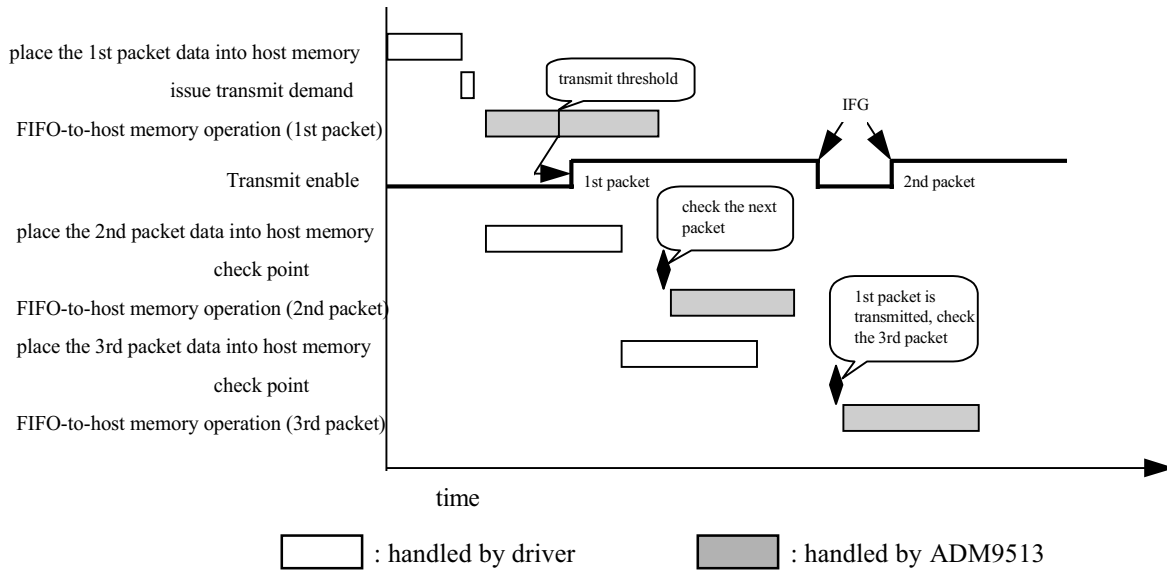 place the 1st packet data into host memory
issue transmit demand
transmit threshold
FIFO-to-host memory operation (1st packet)
IFG
Transmit enable
1st packet
2nd packet
check the next
packet
place the 2nd packet data into host memory
check point
FIFO-to-host memory operation (2nd packet)
1st packet is
transmitted, check
the 3rd packet
place the 3rd packet data into host memory
check point
FIFO-to-host memory operation (3rd packet)
time
: handled by driver
: handled by ADM9513